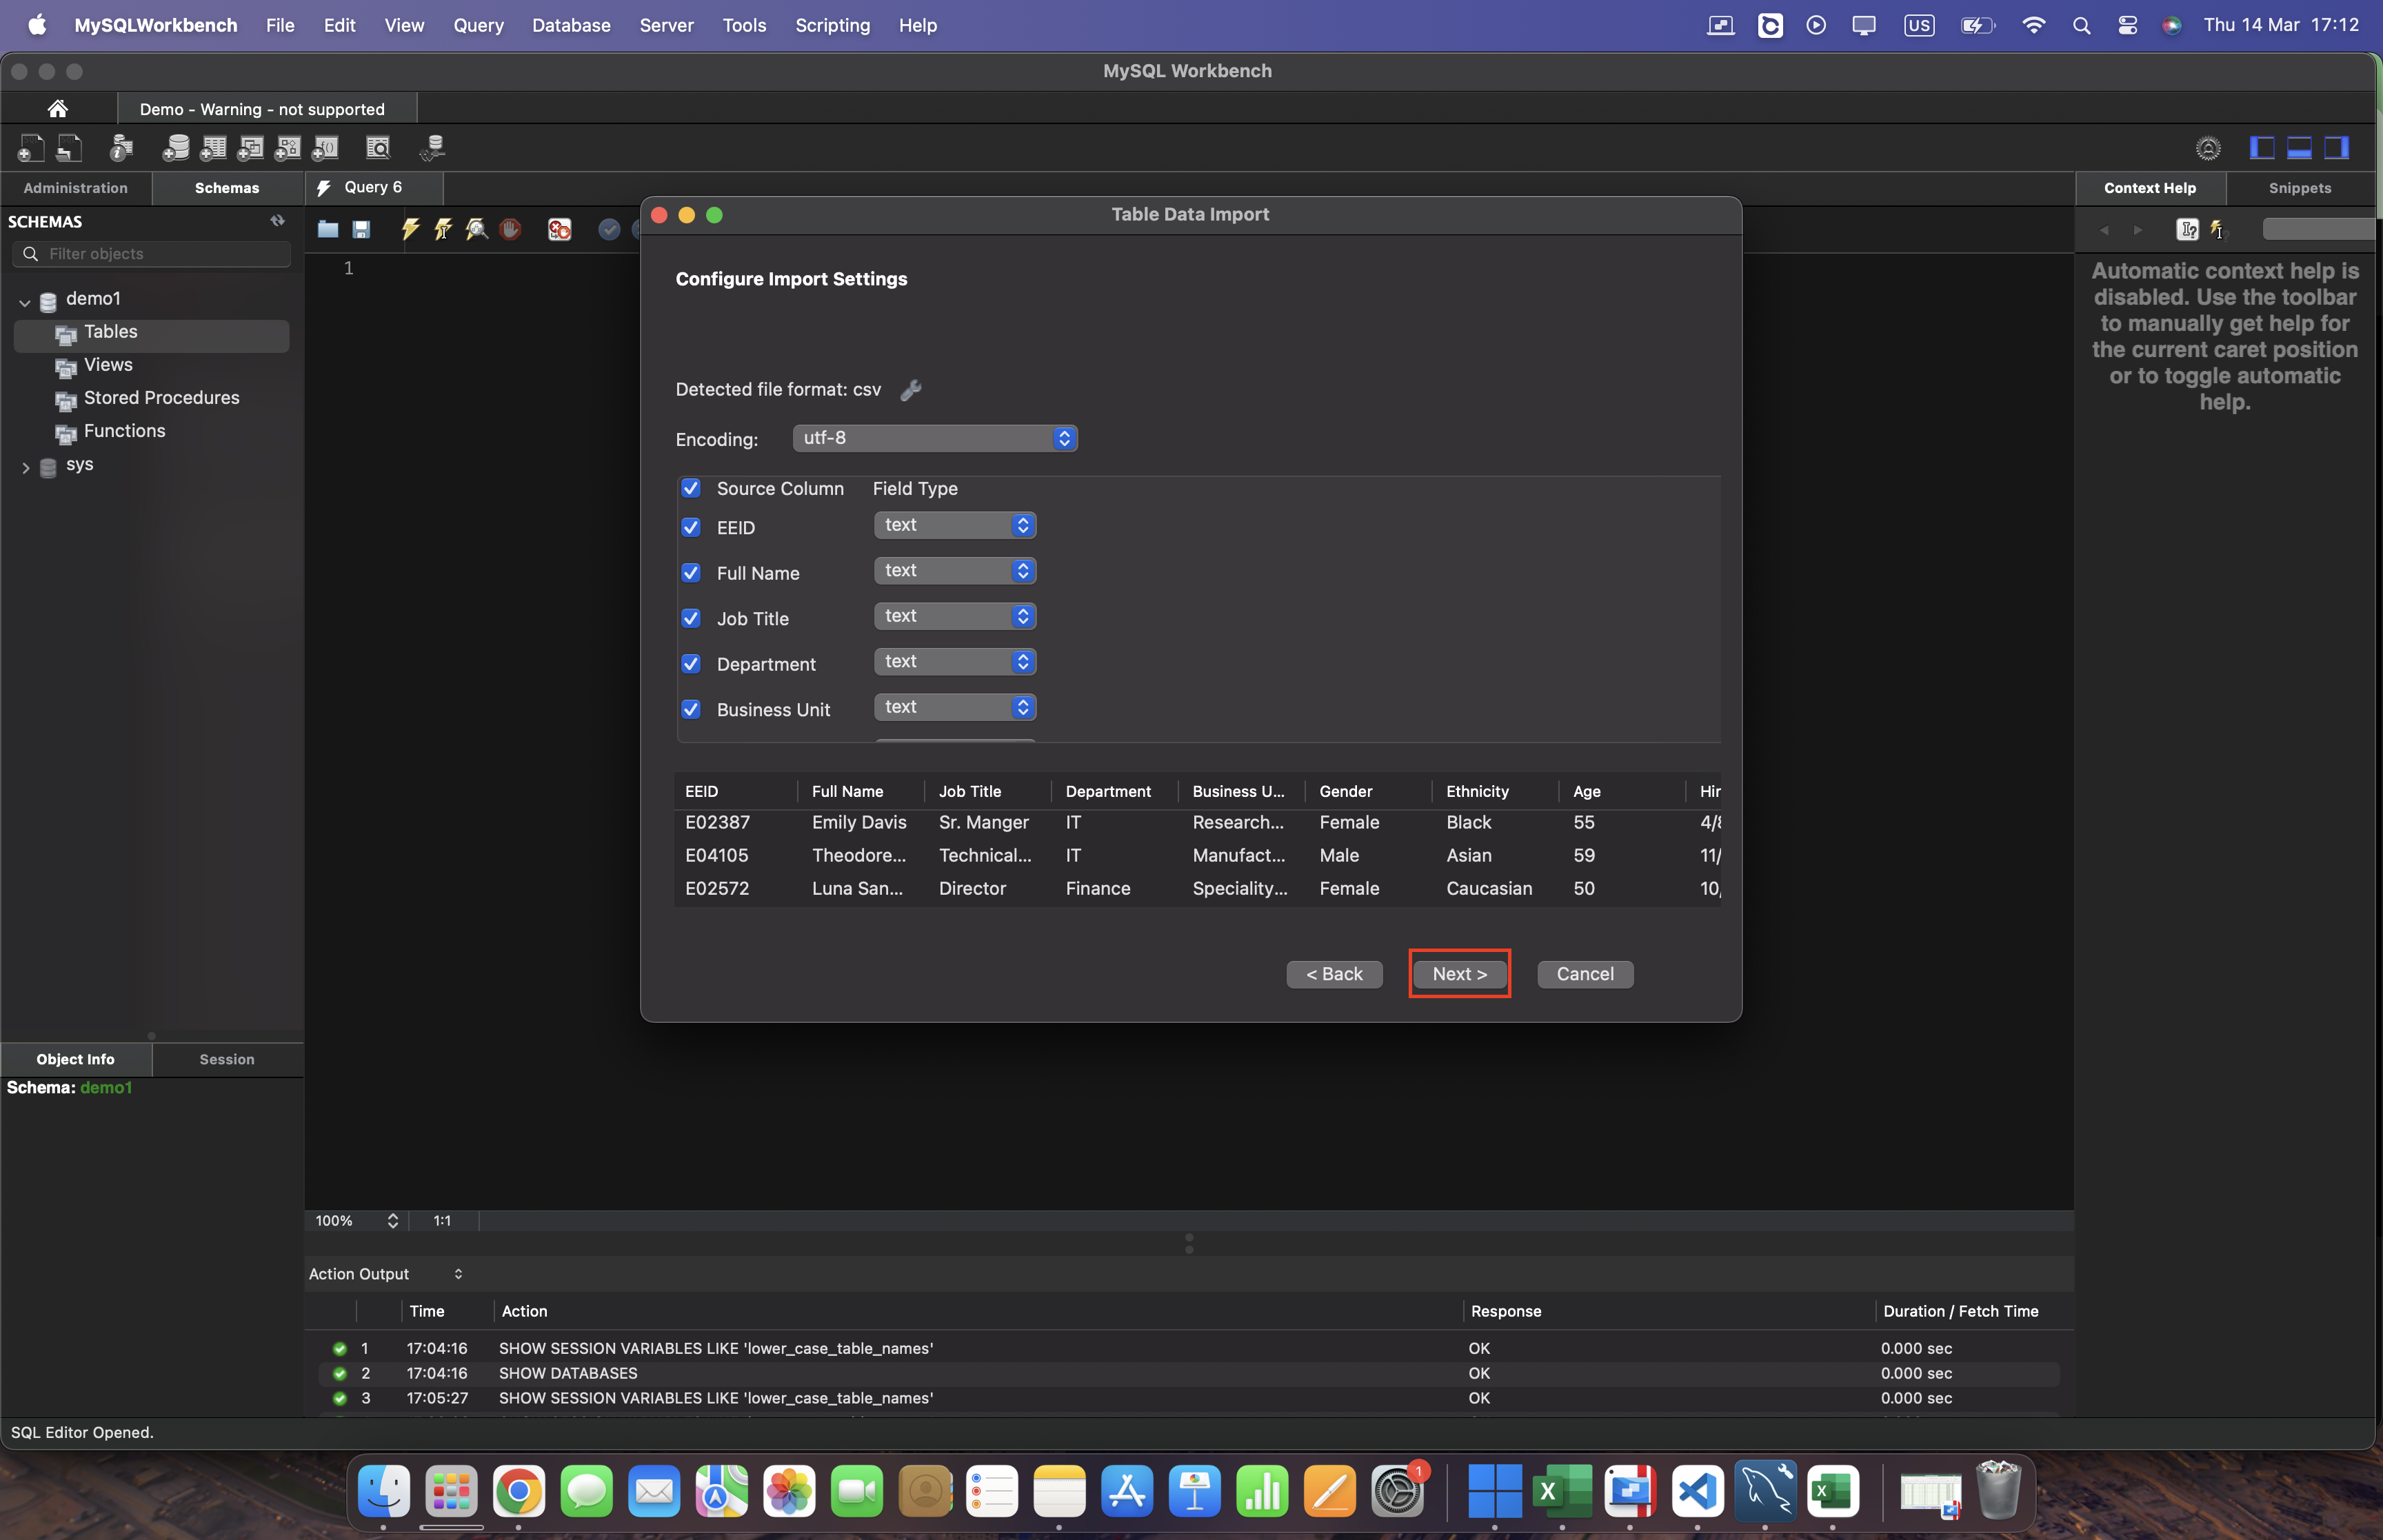 MySQLWorkbench File Edit View Query Database Server Tools Scripting Help US Thu 14 Mar 17:12
MySQL Workbench
Demo - Warning - not supported
Administration Schemas Query 6 Context Help Snippets
SCHEMAS
Filter objects
demo1
Tables
Views
Stored Procedures
Functions
sys
1
Table Data Import
Configure Import Settings
Detected file format: csv
Encoding: utf-8
Source Column Field Type
EEID text
Full Name text
Job Title text
Department text
Business Unit text
EEID Full Name Job Title Department Business U... Gender Ethnicity Age Hir
E02387 Emily Davis Sr. Manger IT Research... Female Black 55 4/8
E04105 Theodore... Technical... IT Manufact... Male Asian 59 11/
E02572 Luna San... Director Finance Speciality... Female Caucasian 50 10/
< Back Next > Cancel
Automatic context help is
disabled. Use the toolbar
to manually get help for
the current caret position
or to toggle automatic
help.
Object Info Session
Schema: demo1
100% 1:1
Action Output
Time Action Response Duration / Fetch Time
1 17:04:16 SHOW SESSION VARIABLES LIKE 'lower_case_table_names' OK 0.000 sec
2 17:04:16 SHOW DATABASES OK 0.000 sec
3 17:05:27 SHOW SESSION VARIABLES LIKE 'lower_case_table_names' OK 0.000 sec
SQL Editor Opened.
1